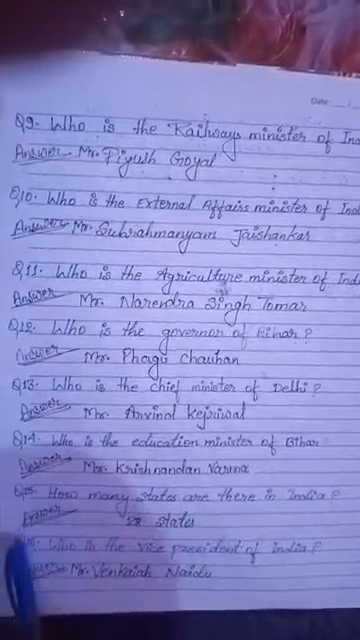 Date
Q9. Who is the Railways minister of Ind
Answer Mr. Piyush Goyal
Q10. Who is the External Affairs minister of Ind
Answer Mr. Subrahmanyam Jaishankar
Q11. Who is the Agriculture minister of Indi
Answer Mr. Narendra Singh Tomar
Q12. Who is the governor of Bihar?
Answer Mr. Phagu Chauhan
Q13. Who is the chief minister of Delhi?
Answer Mr. Arvind Kejriwal
Q14. Who is the education minister of Bihar
Answer Mr. Krishnandan Varma
Q15. How many states are there in India?
Answer 28 states
Who is the vice president of india?
Mr. Venkaiah Naidu